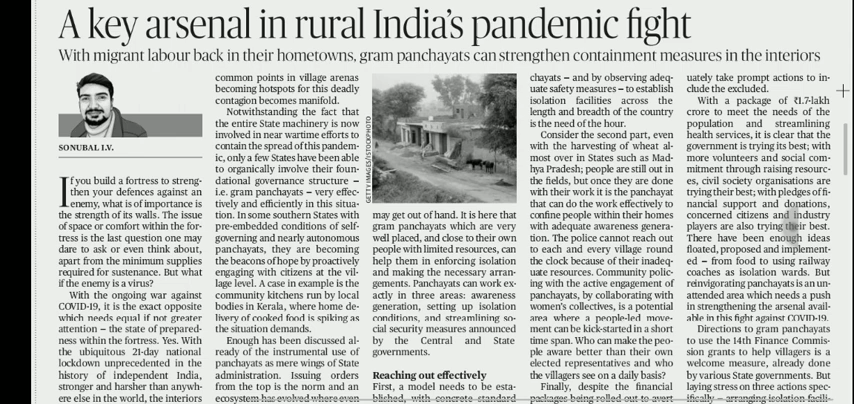 A key arsenal in rural India's pandemic fight
With migrant labour back in their hometowns, gram panchayats can strengthen containment measures in the interiors
SONUBAL I.V.
If you build a fortress to streng-
then your defences against an
enemy, what is of importance is
the strength of its walls. The issue
of space or comfort within the for-
tress is the last question one may
dare to ask or even think about,
apart from the minimum supplies
required for sustenance. But what
if the enemy is a virus?
With the ongoing war against
COVID-19, it is the exact opposite
which needs equal if not greater
attention – the state of prepared-
ness within the fortress. Yes. With
the ubiquitous 21-day national
lockdown unprecedented in the
history of independent India,
stronger and harsher than anywh-
ere else in the world, the interiors
common points in village arenas
becoming hotspots for this deadly
contagion becomes manifold.
Notwithstanding the fact that
the entire State machinery is now
involved in near wartime efforts to
contain the spread of this pandem-
ic, only a few States have been able
to organically involve their foun-
dational governance structure –
i.e. gram panchayats – very effec-
tively and efficiently in this situa-
tion. In some southern States with
pre-embedded conditions of self-
governing and nearly autonomous
panchayats, they are becoming
the beacons of hope by proactively
engaging with citizens at the vil-
lage level. A case in example is the
community kitchens run by local
bodies in Kerala, where home de-
livery of cooked food is spiking as
the situation demands.
Enough has been discussed al-
ready of the instrumental use of
panchayats as mere wings of State
administration. Issuing orders
from the top is the norm and an
ecosystem has evolved where even
GETTY IMAGES/ISTOCKPHOTO
may get out of hand. It is here that
gram panchayats which are very
well placed, and close to their own
people with limited resources, can
help them in enforcing isolation
and making the necessary arran-
gements. Panchayats can work ex-
actly in three areas: awareness
generation, setting up isolation
conditions, and streamlining so-
cial security measures announced
by the Central and State
governments.
Reaching out effectively
First, a model needs to be esta-
blished, with concrete standard
chayats – and by observing adeq-
uate safety measures – to establish
isolation facilities across the
length and breadth of the country
is the need of the hour.
Consider the second part, even
with the harvesting of wheat al-
most over in States such as Mad-
hya Pradesh; people are still out in
the fields, but once they are done
with their work it is the panchayat
that can do the work effectively to
confine people within their homes
with adequate awareness genera-
tion. The police cannot reach out
to each and every village round
the clock because of their inadeq-
uate resources. Community polic-
ing with the active engagement of
panchayats, by collaborating with
women's collectives, is a potential
area where a people-led move-
ment can be kick-started in a short
time span. Who can make the peo-
ple aware better than their own
elected representatives and who
the villagers see on a daily basis?
Finally, despite the financial
packages being rolled out to avert
uately take prompt actions to in-
clude the excluded.
With a package of ₹1.7-lakh
crore to meet the needs of the
population and streamlining
health services, it is clear that the
government is trying its best; with
more volunteers and social com-
mitment through raising resourc-
es, civil society organisations are
trying their best; with pledges of fi-
nancial support and donations,
concerned citizens and industry
players are also trying their best.
There have been enough ideas
floated, proposed and implement-
ed – from food to using railway
coaches as isolation wards. But
reinvigorating panchayats is an un-
attended area which needs a push
in strengthening the arsenal avail-
able in this fight against COVID-19.
Directions to gram panchayats
to use the 14th Finance Commis-
sion grants to help villagers is a
welcome measure, already done
by various State governments. But
laying stress on three actions spec-
ifically – arranging isolation facili-